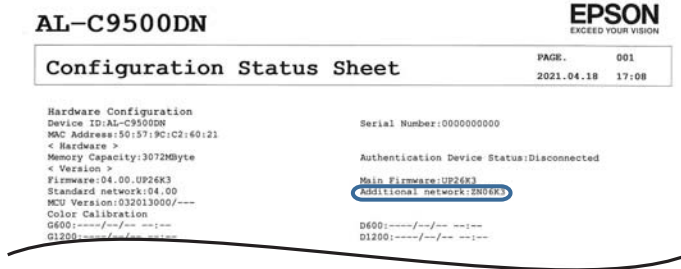 AL-C9500DN
EPSON
EXCEED YOUR VISION
Configuration Status Sheet
PAGE. 001
2021.04.18 17:08
Hardware Configuration
Device ID:AL-C9500DN
Serial Number:0000000000
MAC Address:50:57:9C:C2:60:21
< Hardware >
Memory Capacity:3072MByte
Authentication Device Status:Disconnected
< Version >
Firmware:04.00.UP26K3
Main Firmware:UP26K3
Standard network:04.00
Additional network:ZN06K3
MCU Version:032013000/---
Color Calibration
G600:----/--/-- --:--
D600:----/--/-- --:--
G1200:----/--/-- --:--
D1200:----/--/-- --:--